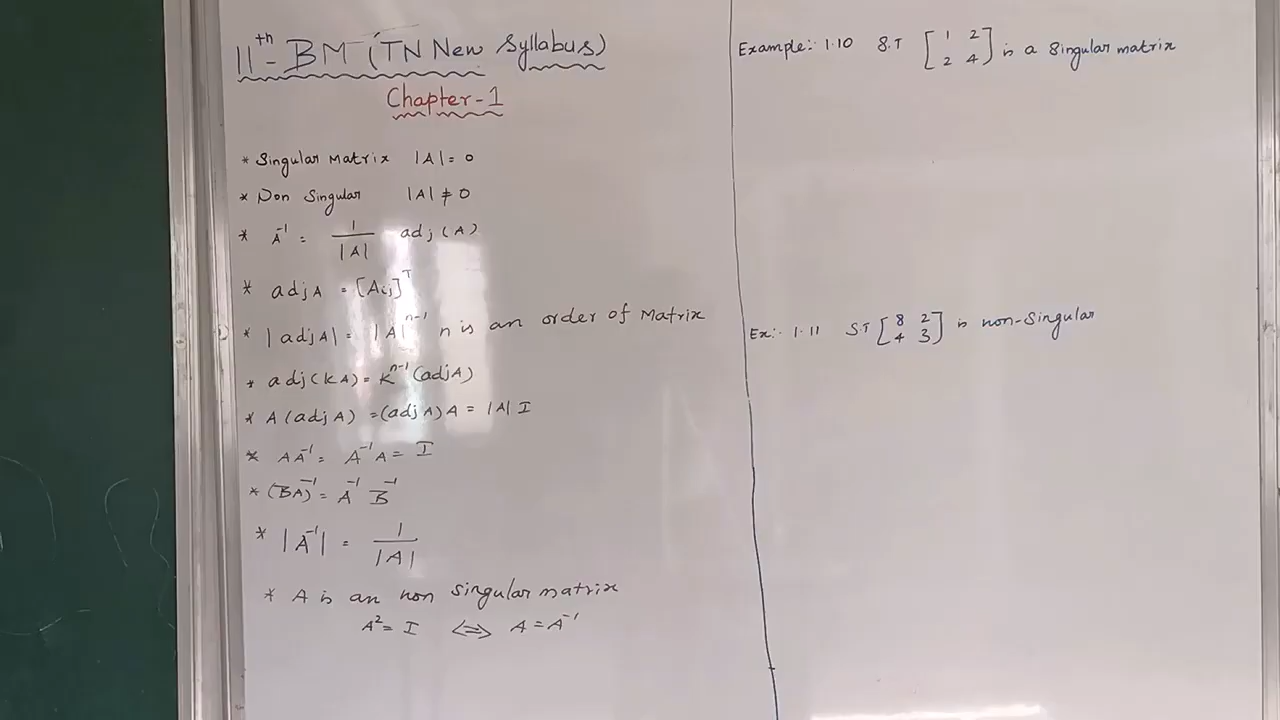 11th - BM (TN New Syllabus)
Chapter - 1
* Singular Matrix |A| = 0
* Non Singular |A| ≠ 0
* A⁻¹ = 1/|A| adj (A)
* adj A = [Aij]ᵀ
* |adj A| = |A|ⁿ⁻¹ n is an order of Matrix
* adj (KA) = Kⁿ⁻¹ (adj A)
* A (adj A) = (adj A) A = |A| I
* AA⁻¹ = A⁻¹A = I
* (BA)⁻¹ = A⁻¹ B⁻¹
* |A⁻¹| = 1/|A|
* A is an non singular matrix
A² = I ⇔ A = A⁻¹
Example: 1.10 S.T [1 2
2 4] is a Singular matrix
Ex: 1.11 S.T [8 2
4 3] is non-Singular